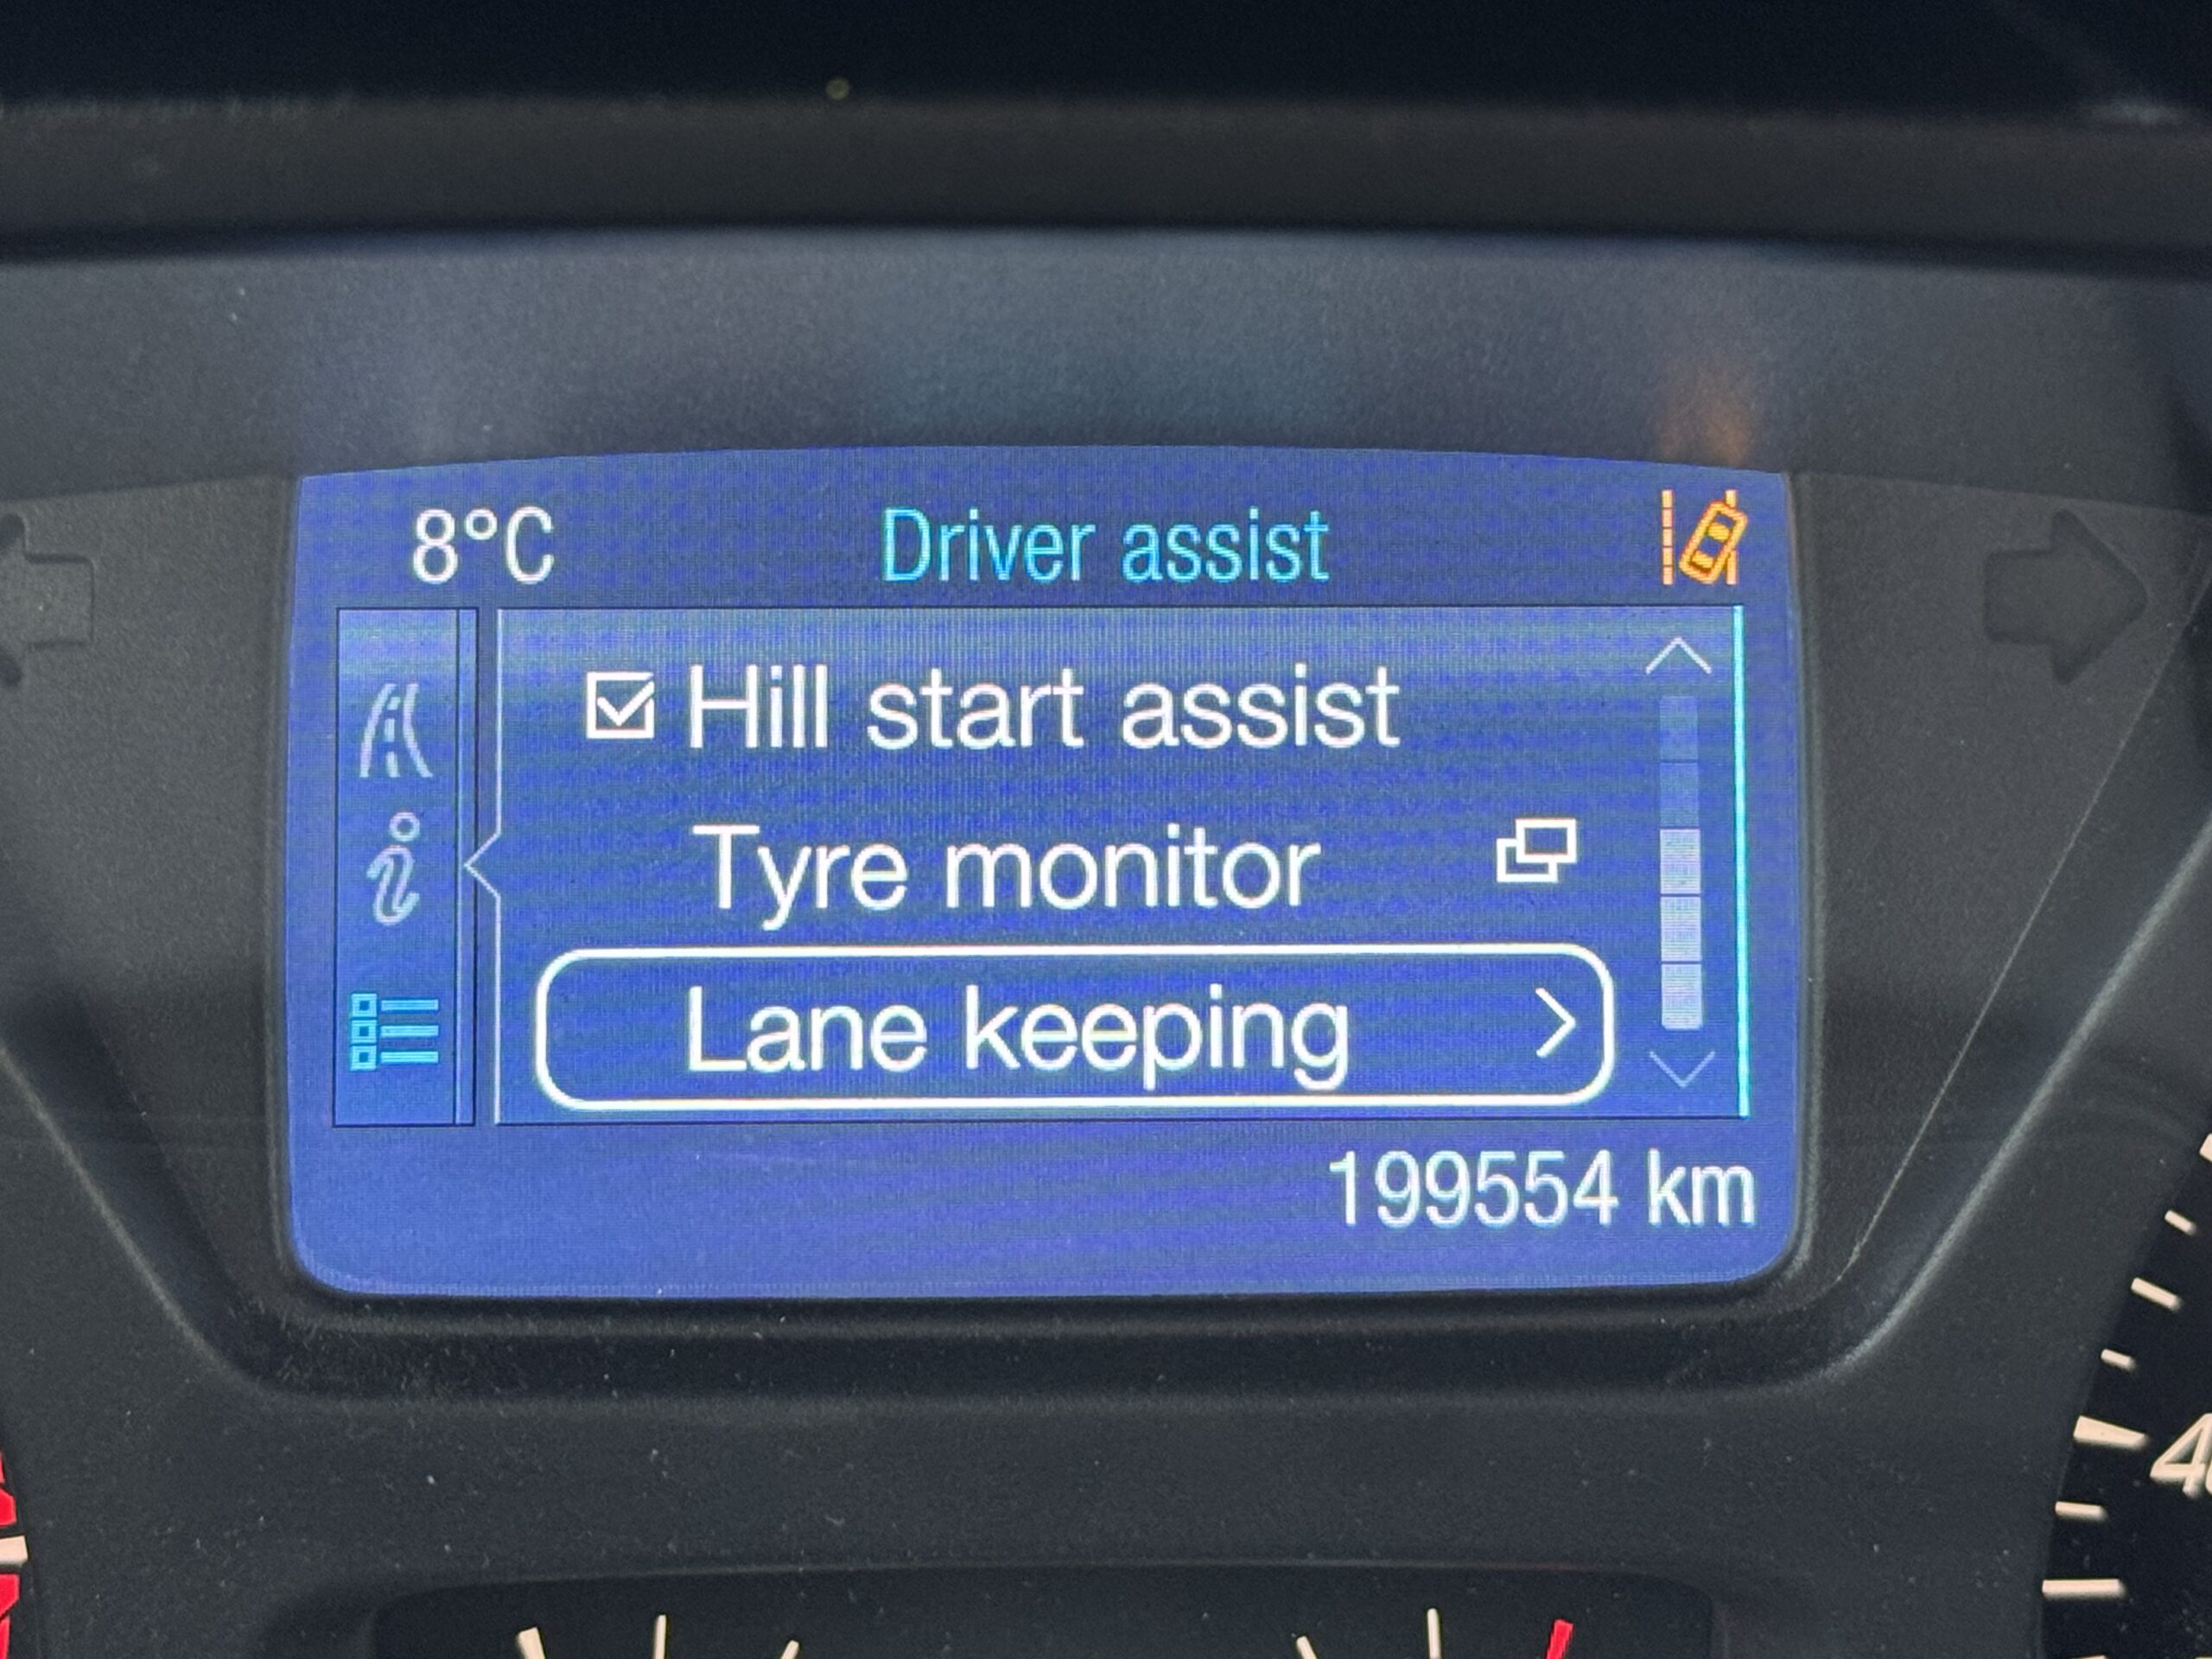 8°C Driver assist
Hill start assist
Tyre monitor
Lane keeping
199554 km